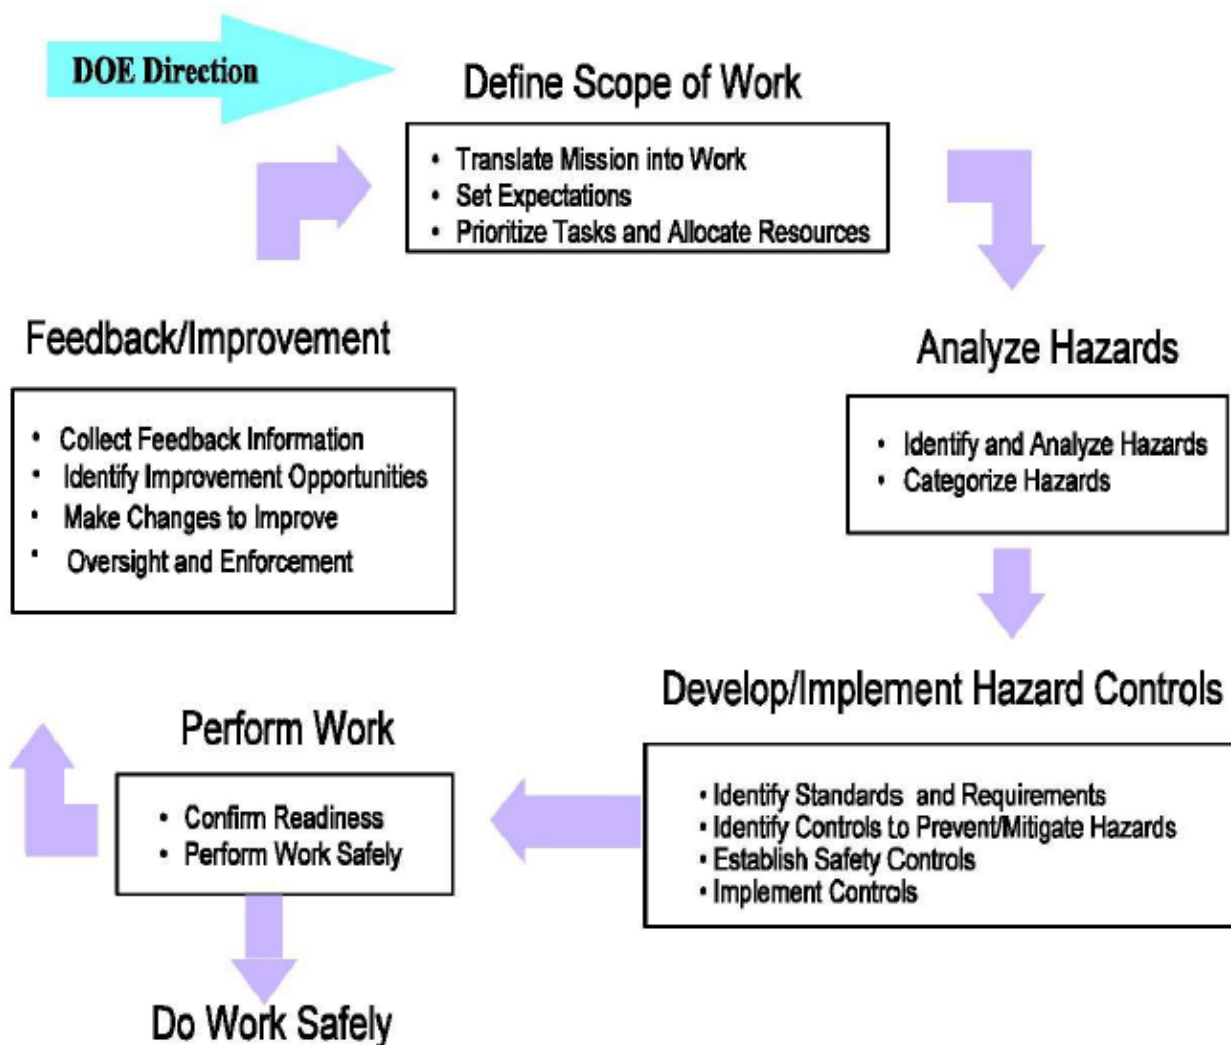 DOE Direction
Define Scope of Work
• Translate Mission into Work
• Set Expectations
• Prioritize Tasks and Allocate Resources
Analyze Hazards
• Identify and Analyze Hazards
• Categorize Hazards
Develop/Implement Hazard Controls
• Identify Standards and Requirements
• Identify Controls to Prevent/Mitigate Hazards
• Establish Safety Controls
• Implement Controls
Perform Work
• Confirm Readiness
• Perform Work Safely
Do Work Safely
Feedback/Improvement
• Collect Feedback Information
• Identify Improvement Opportunities
• Make Changes to Improve
• Oversight and Enforcement